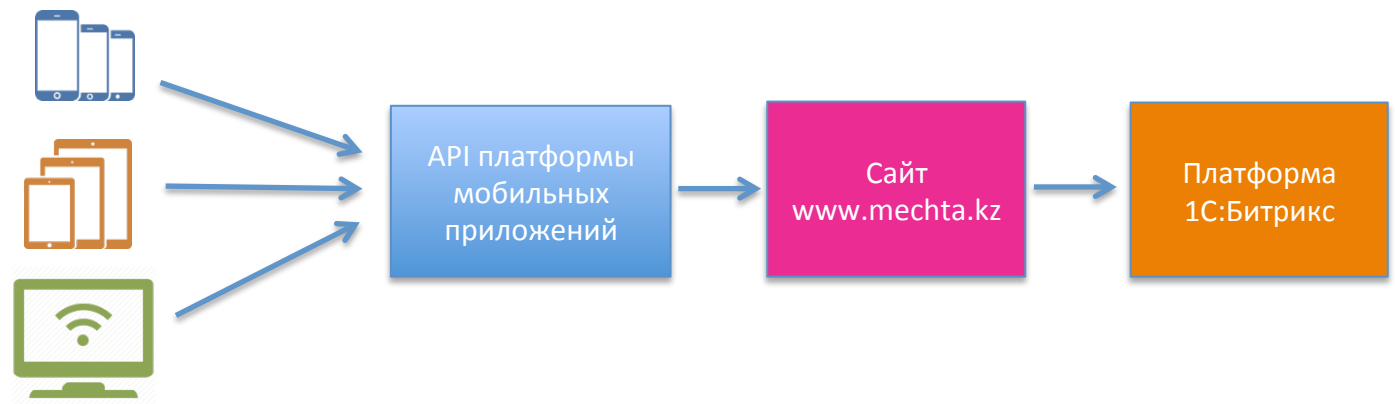 API платформы
мобильных
приложений
Сайт
www.mechta.kz
Платформа
1С:Битрикс